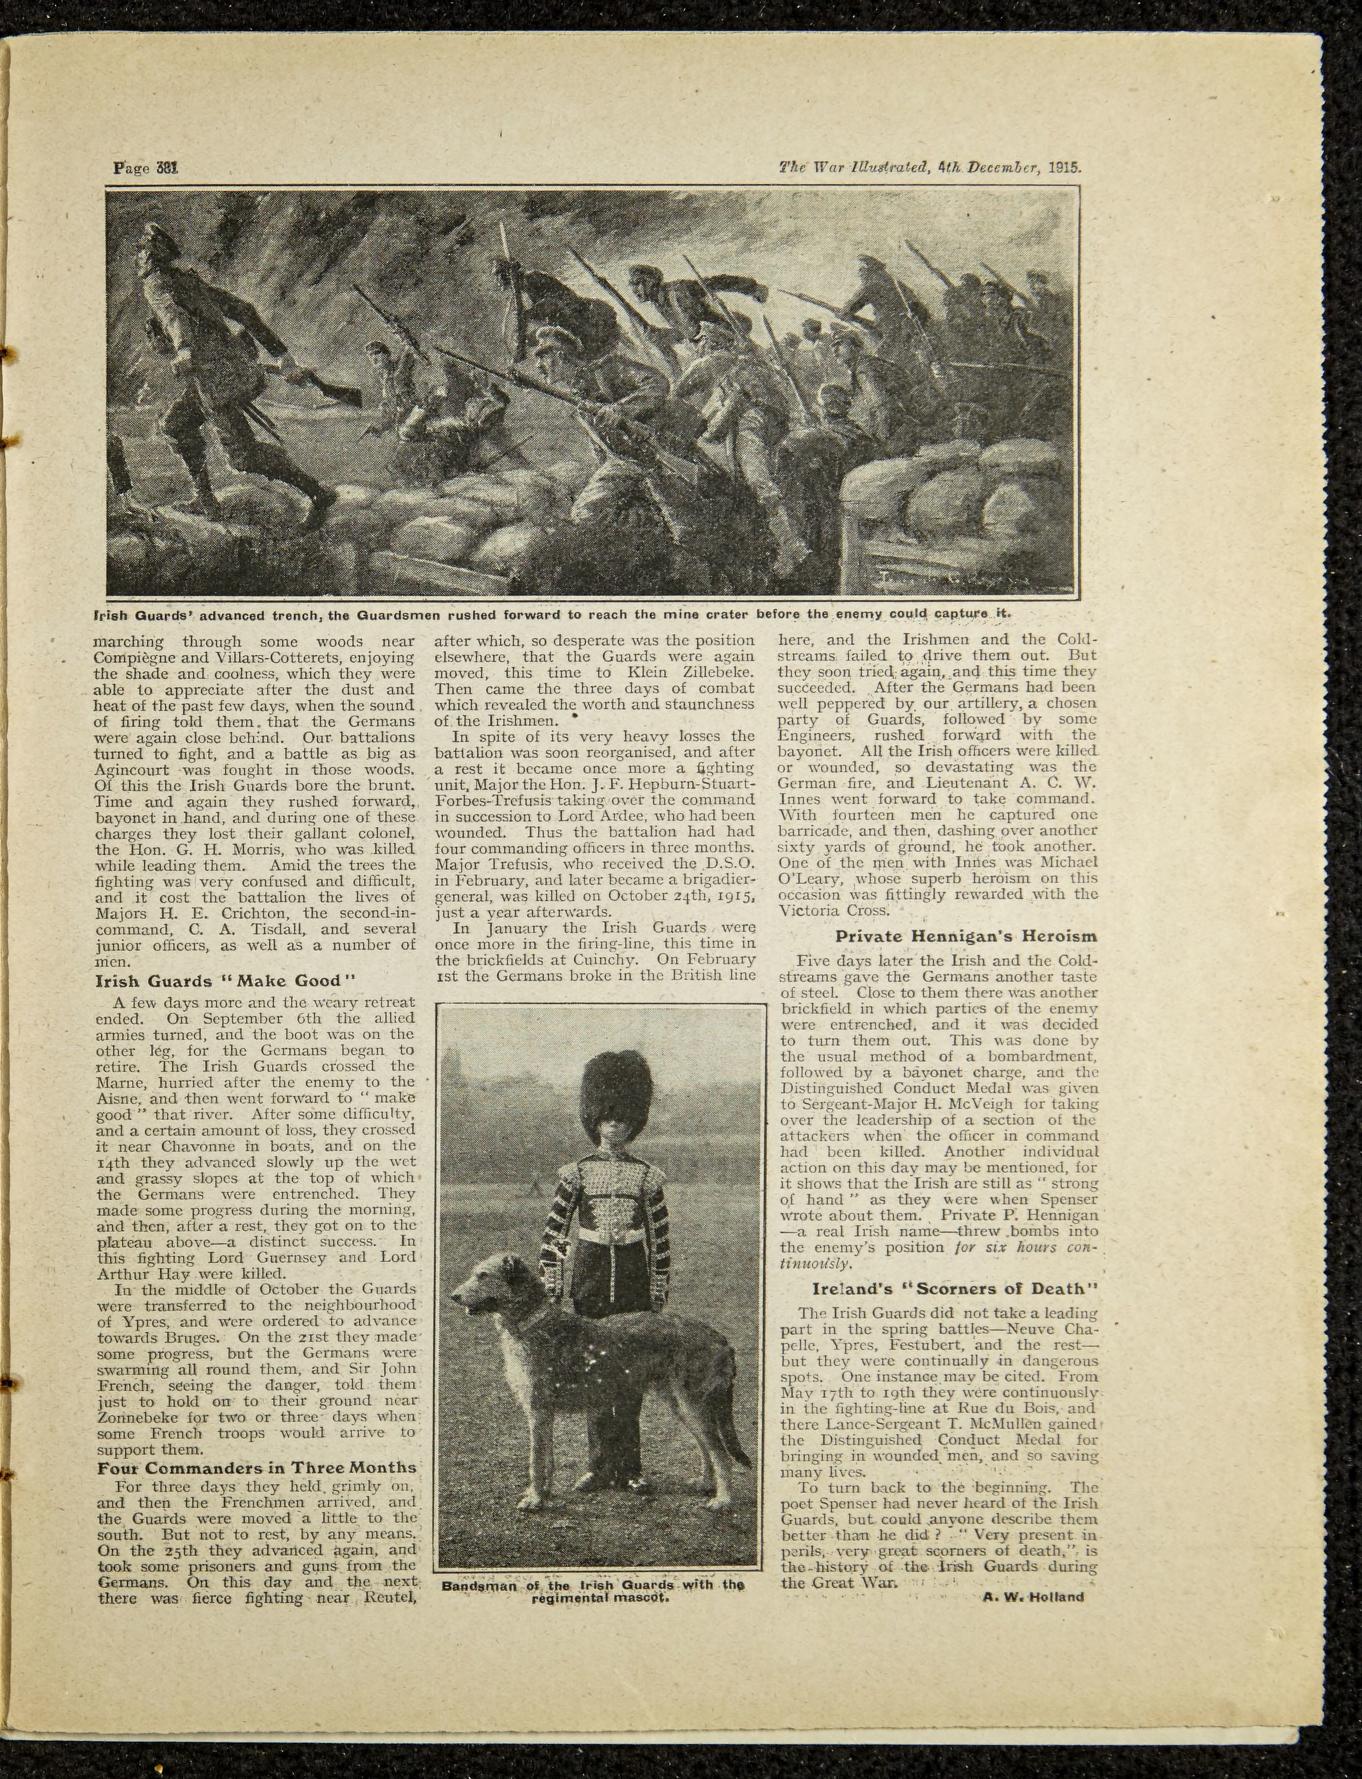 Page 381
The War Illustrated, 4th December, 1915.
Irish Guards' advanced trench, the Guardsmen rushed forward to reach the mine crater before the enemy could capture it.
marching through some woods near
Compiègne and Villars-Cotterets, enjoying
the shade and coolness, which they were
able to appreciate after the dust and
heat of the past few days, when the sound
of firing told them that the Germans
were again close behind. Our battalions
turned to fight, and a battle as big as
Agincourt was fought in those woods.
Of this the Irish Guards bore the brunt.
Time and again they rushed forward,
bayonet in hand, and during one of these
charges they lost their gallant colonel,
the Hon. G. H. Morris, who was killed
while leading them. Amid the trees the
fighting was very confused and difficult,
and it cost the battalion the lives of
Majors H. E. Crichton, the second-in-
command, C. A. Tisdall, and several
junior officers, as well as a number of
men.
Irish Guards "Make Good"
A few days more and the weary retreat
ended. On September 6th the allied
armies turned, and the boot was on the
other leg, for the Germans began to
retire. The Irish Guards crossed the
Marne, hurried after the enemy to the
Aisne, and then went forward to "make
good" that river. After some difficulty,
and a certain amount of loss, they crossed
it near Chavonne in boats, and on the
14th they advanced slowly up the wet
and grassy slopes at the top of which
the Germans were entrenched. They
made some progress during the morning,
and then, after a rest, they got on to the
plateau above—a distinct success. In
this fighting Lord Guernsey and Lord
Arthur Hay were killed.
In the middle of October the Guards
were transferred to the neighbourhood
of Ypres, and were ordered to advance
towards Bruges. On the 21st they made
some progress, but the Germans were
swarming all round them, and Sir John
French, seeing the danger, told them
just to hold on to their ground near
Zonnebeke for two or three days when
some French troops would arrive to
support them.
Four Commanders in Three Months
For three days they held grimly on,
and then the Frenchmen arrived, and
the Guards were moved a little to the
south. But not to rest, by any means.
On the 25th they advanced again, and
took some prisoners and guns from the
Germans. On this day and the next
there was fierce fighting near Reutel,
after which, so desperate was the position
elsewhere, that the Guards were again
moved, this time to Klein Zillebeke.
Then came the three days of combat
which revealed the worth and staunchness
of the Irishmen.
In spite of its very heavy losses the
battalion was soon reorganised, and after
a rest it became once more a fighting
unit, Major the Hon. J. F. Hepburn-Stuart-
Forbes-Trefusis taking over the command
in succession to Lord Ardee, who had been
wounded. Thus the battalion had had
four commanding officers in three months.
Major Trefusis, who received the D.S.O.
in February, and later became a brigadier-
general, was killed on October 24th, 1915,
just a year afterwards.
In January the Irish Guards were
once more in the firing-line, this time in
the brickfields at Cuinchy. On February
1st the Germans broke in the British line
Bandsman of the Irish Guards with the
regimental mascot.
here, and the Irishmen and the Cold-
streams failed to drive them out. But
they soon tried again, and this time they
succeeded. After the Germans had been
well peppered by our artillery, a chosen
party of Guards, followed by some
Engineers, rushed forward with the
bayonet. All the Irish officers were killed
or wounded, so devastating was the
German fire, and Lieutenant A. C. W.
Innes went forward to take command.
With fourteen men he captured one
barricade, and then, dashing over another
sixty yards of ground, he took another.
One of the men with Innes was Michael
O'Leary, whose superb heroism on this
occasion was fittingly rewarded with the
Victoria Cross.
Private Hennigan's Heroism
Five days later the Irish and the Cold-
streams gave the Germans another taste
of steel. Close to them there was another
brickfield in which parties of the enemy
were entrenched, and it was decided
to turn them out. This was done by
the usual method of a bombardment,
followed by a bayonet charge, and the
Distinguished Conduct Medal was given
to Sergeant-Major H. McVeigh for taking
over the leadership of a section of the
attackers when the officer in command
had been killed. Another individual
action on this day may be mentioned, for
it shows that the Irish are still as "strong
of hand" as they were when Spenser
wrote about them. Private P. Hennigan
—a real Irish name—threw bombs into
the enemy's position for six hours con-
tinuously.
Ireland's "Scorners of Death"
The Irish Guards did not take a leading
part in the spring battles—Neuve Cha-
pelle, Ypres, Festubert, and the rest—
but they were continually in dangerous
spots. One instance may be cited. From
May 17th to 19th they were continuously
in the fighting-line at Rue du Bois, and
there Lance-Sergeant T. McMullen gained
the Distinguished Conduct Medal for
bringing in wounded men, and so saving
many lives.
To turn back to the beginning. The
poet Spenser had never heard of the Irish
Guards, but could anyone describe them
better than he did? "Very present in
perils, very great scorners of death," is
the history of the Irish Guards during
the Great War.
A. W. Holland